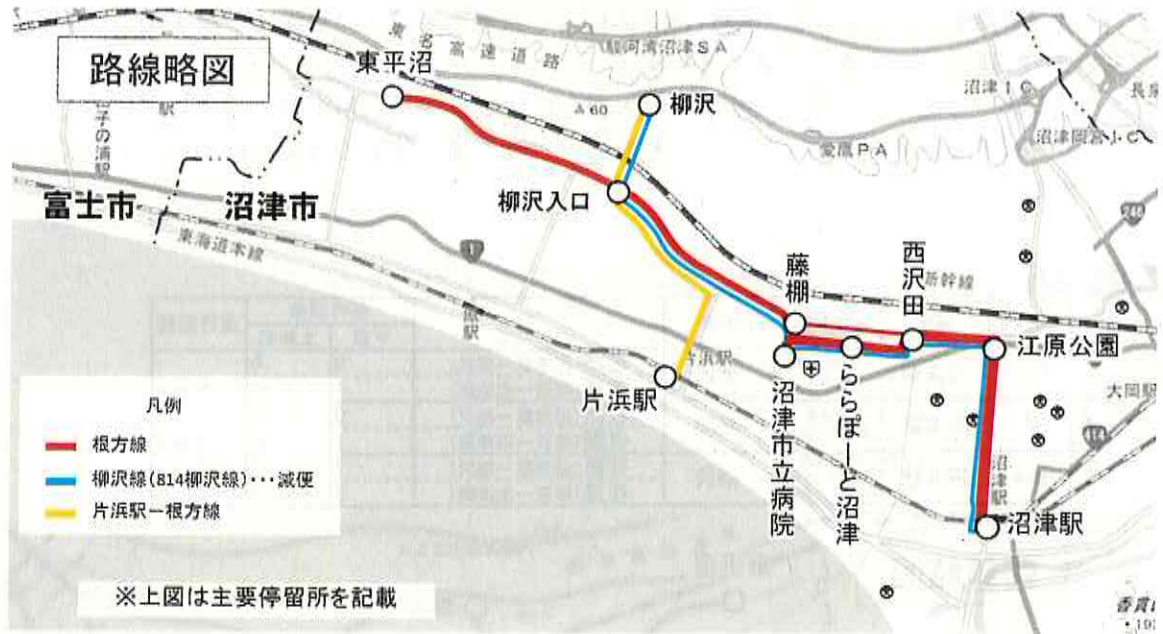 路線略図
東平沼
東名高速道路
駿河湾沼津SA
沼津IC
柳沢
△60
愛鷹PA
沼津岡宮IC
富士市
沼津市
柳沢入口
東海道本線
1
246
藤棚
西沢田
新幹線
江原公園
片浜駅
片浜駅
沼津市立病院
ららぽーと沼津
大岡駅
414
沼津駅
沼津駅
凡例
根方線
柳沢線(814柳沢線)･･･減便
片浜駅ー根方線
※上図は主要停留所を記載